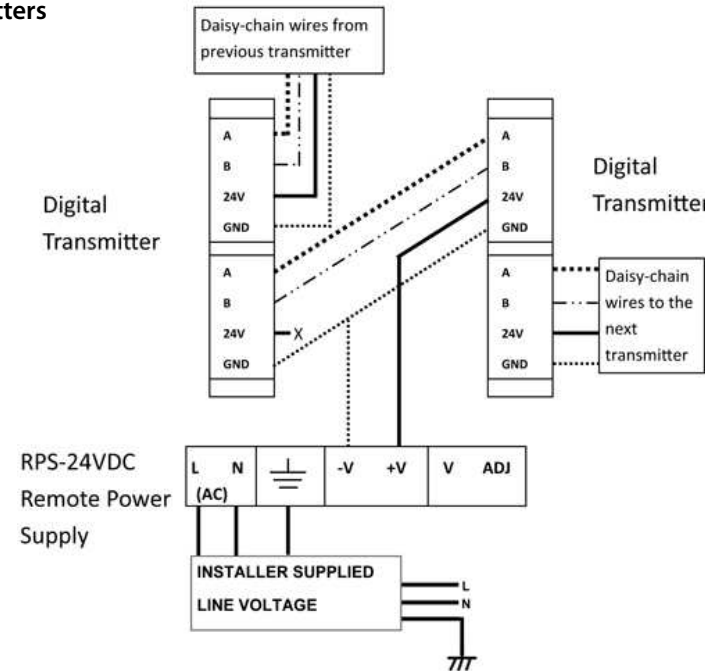 tters
Daisy-chain wires from
previous transmitter
A
B
24V
GND
A
B
24V
GND
Digital
Transmitter
X
A
B
24V
GND
A
B
24V
GND
Digital
Transmitter
Daisy-chain
wires to the
next
transmitter
RPS-24VDC
Remote Power
Supply
L N -V +V V ADJ
(AC)
INSTALLER SUPPLIED
LINE VOLTAGE
L
N